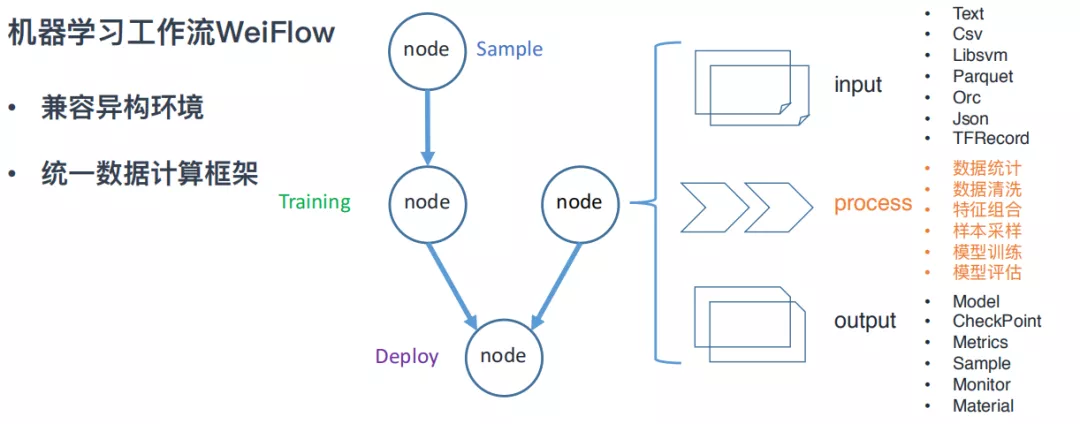 机器学习工作流WeiFlow
• 兼容异构环境
• 统一数据计算框架
node Sample
Training node
node
Deploy node
input
• Text
• Csv
• Libsvm
• Parquet
• Orc
• Json
• TFRecord
process
• 数据统计
• 数据清洗
• 特征组合
• 样本采样
• 模型训练
• 模型评估
output
• Model
• CheckPoint
• Metrics
• Sample
• Monitor
• Material